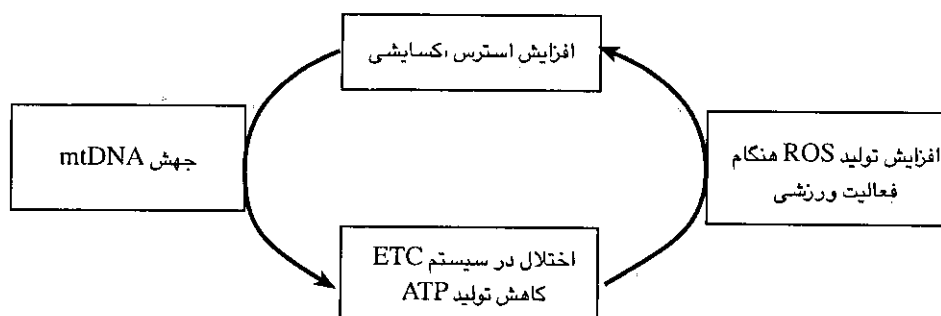 افزایش استرس اکسایشی
جهش mtDNA
افزایش تولید ROS هنگام
فعالیت ورزشی
اختلال در سیستم ETC
کاهش تولید ATP